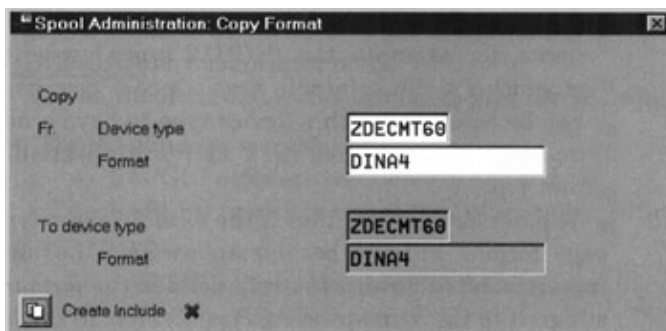 Spool Administration: Copy Format
Copy
Fr. Device type ZDECMT60
Format DINA4
To device type ZDECMT60
Format DINA4
Create Include